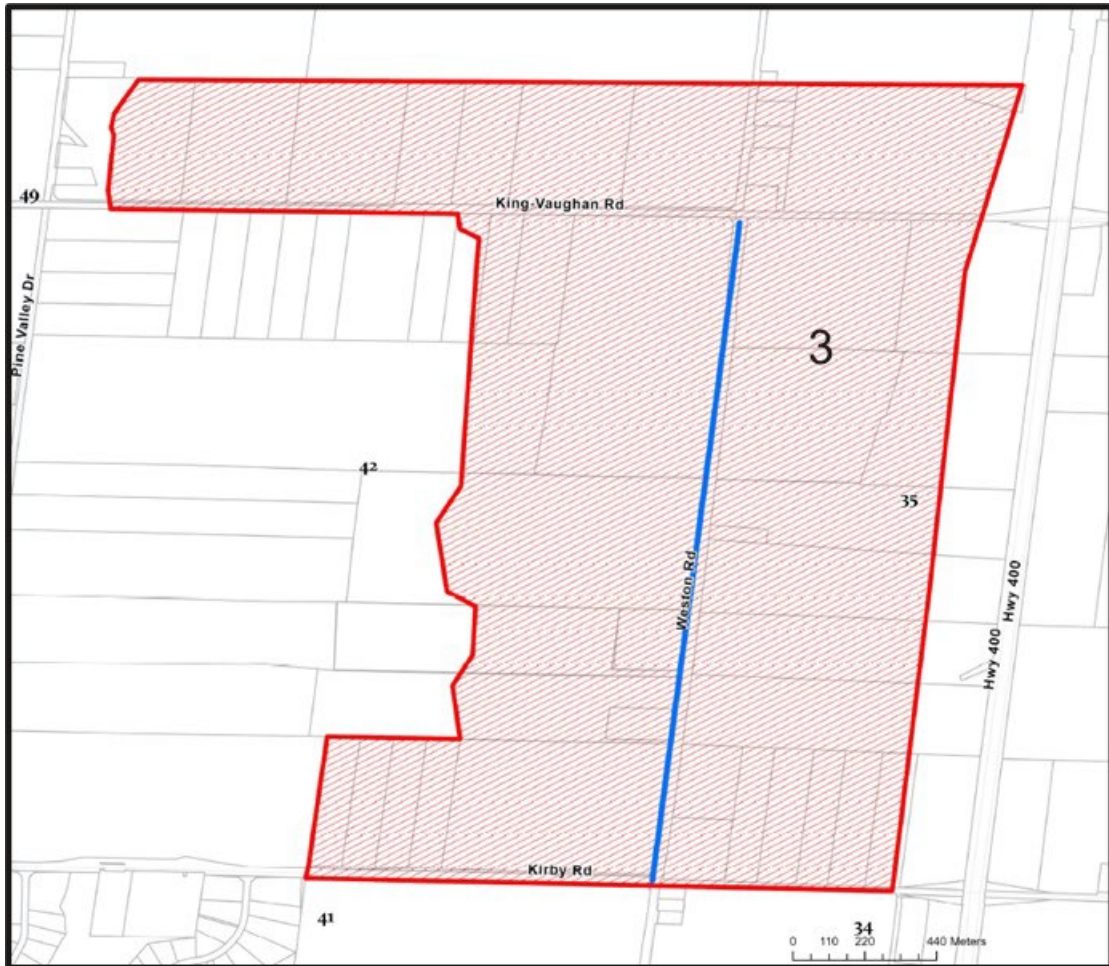 49
King-Vaughan Rd
Pine Valley Dr
3
42
35
Weston Rd
Hwy 400
Hwy 400
Kirby Rd
41
34
0 110 220 440 Meters